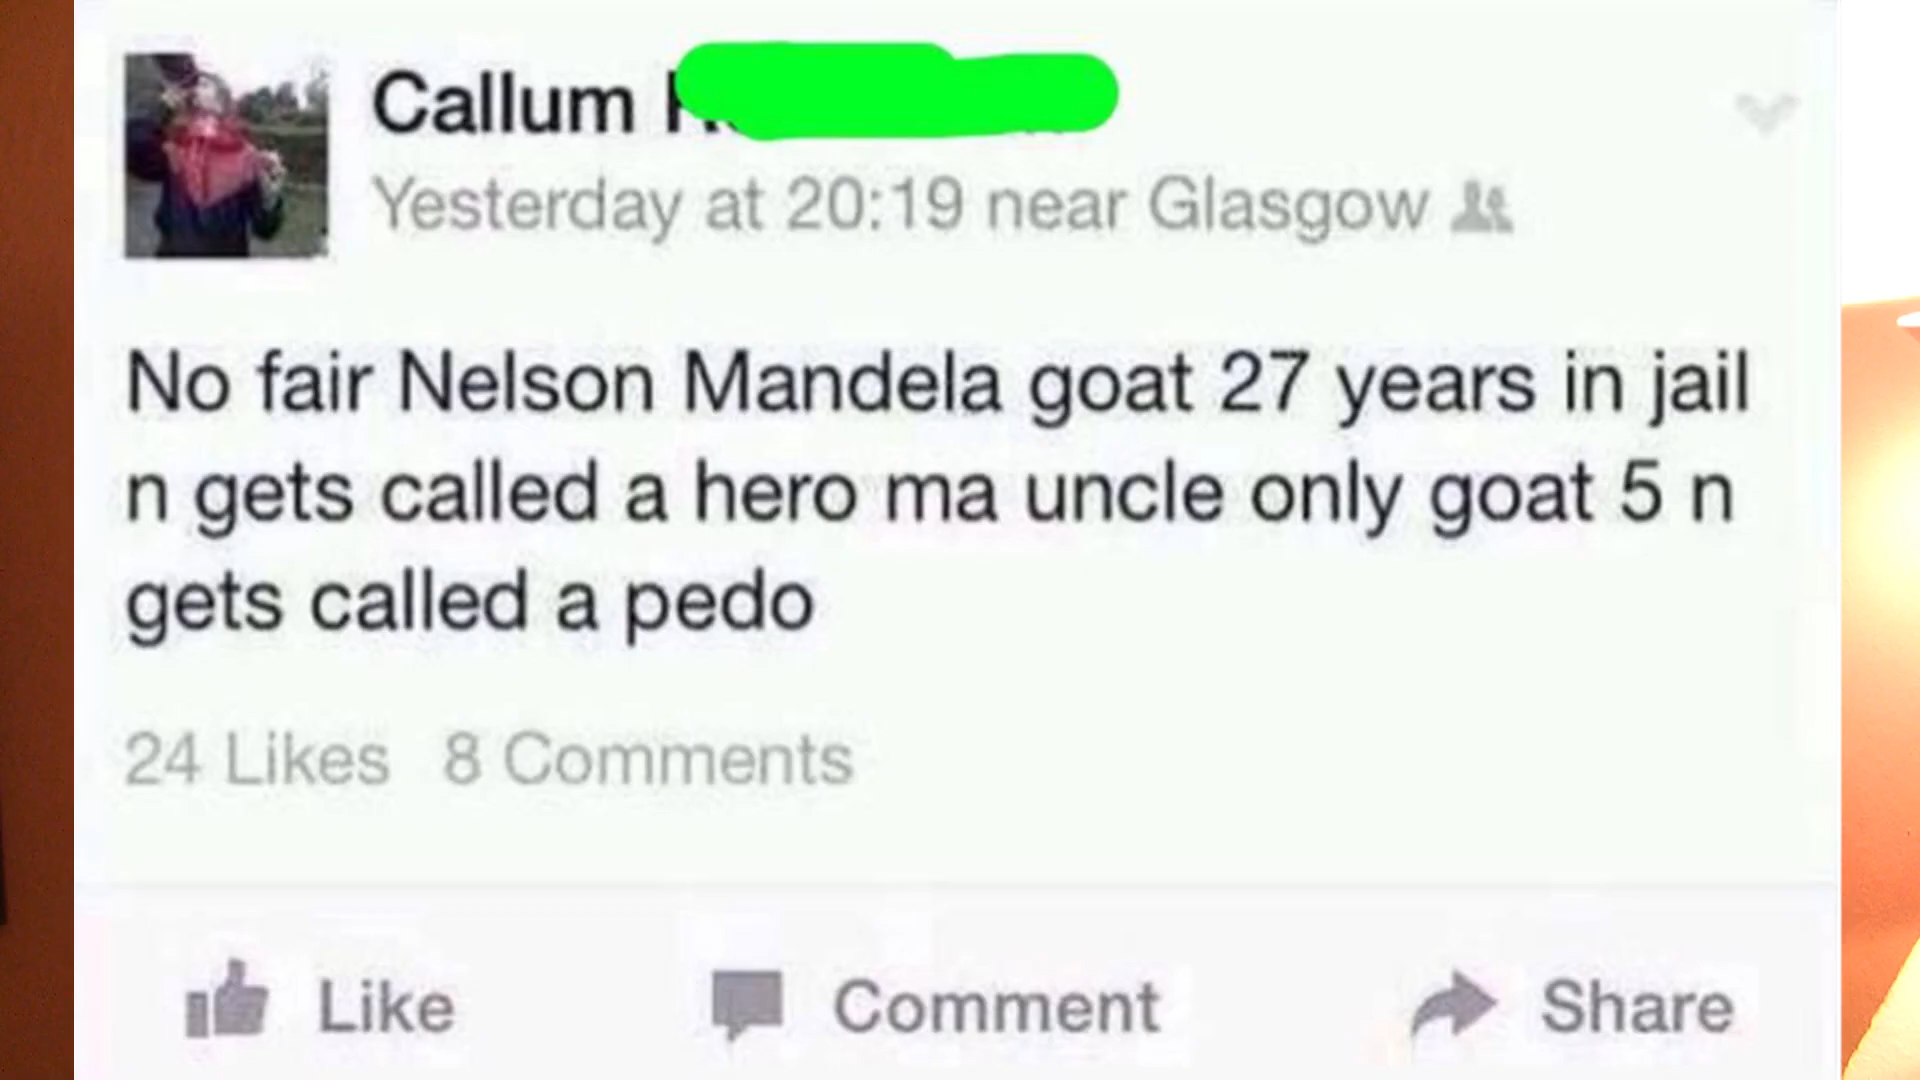 Callum
Yesterday at 20:19 near Glasgow
No fair Nelson Mandela goat 27 years in jail
n gets called a hero ma uncle only goat 5 n
gets called a pedo
24 Likes 8 Comments
Like Comment Share